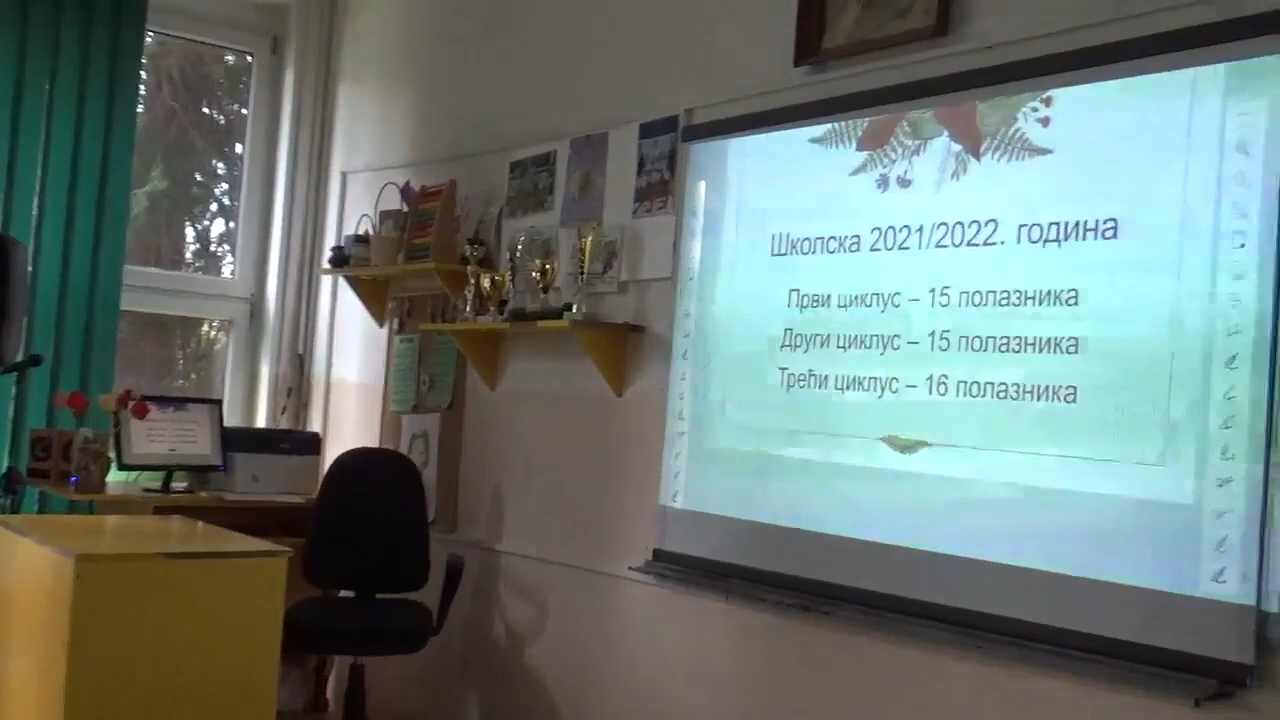 Школска 2021/2022. година
Први циклус – 15 полазника
Други циклус – 15 полазника
Трећи циклус – 16 полазника